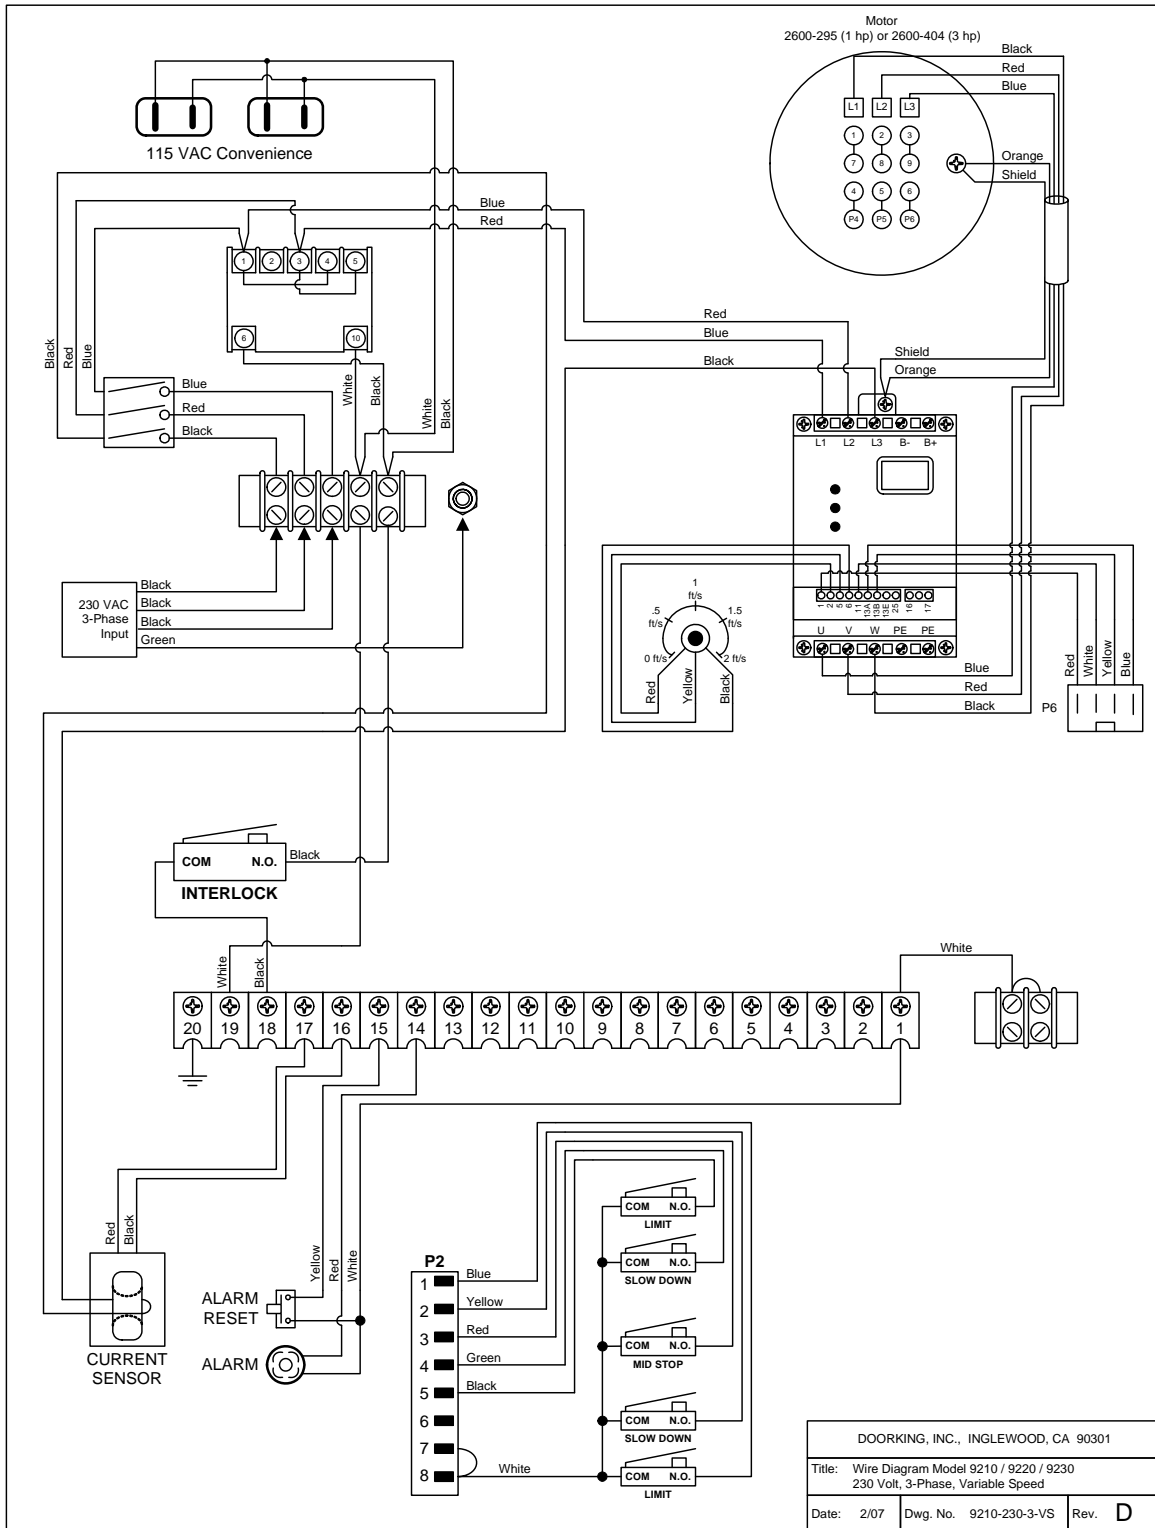 Motor
2600-295 (1 hp) or 2600-404 (3 hp)
Black
Red
Blue
L1 L2 L3
1 2 3
7 8 9
4 5 6
P4 P5 P6
Orange
Shield
115 VAC Convenience
Blue
Red
1 2 3 4 5
6 10
Black
Red
Blue
White
Black
White
Black
Blue
Red
Black
Red
Blue
Black
Shield
Orange
L1 L2 L3 B- B+
230 VAC
3-Phase
Input
Black
Black
Black
Green
1
ft/s
.5
ft/s
1.5
ft/s
0 ft/s
2 ft/s
Red
Yellow
Black
1 2 5 6 11 13A 13B 13E 25 16 17
U V W PE PE
Blue
Red
Black
Red
White
Yellow
Blue
P6
COM N.O.
Black
INTERLOCK
White
Black
White
20 19 18 17 16 15 14 13 12 11 10 9 8 7 6 5 4 3 2 1
Red
Black
CURRENT
SENSOR
Yellow
Red
White
ALARM
RESET
ALARM
P2
1 Blue
2 Yellow
3 Red
4 Green
5 Black
6
7
8 White
COM N.O.
LIMIT
COM N.O.
SLOW DOWN
COM N.O.
MID STOP
COM N.O.
SLOW DOWN
COM N.O.
LIMIT
DOORKING, INC., INGLEWOOD, CA 90301
Title: Wire Diagram Model 9210 / 9220 / 9230
230 Volt, 3-Phase, Variable Speed
Date: 2/07 Dwg. No. 9210-230-3-VS Rev. D